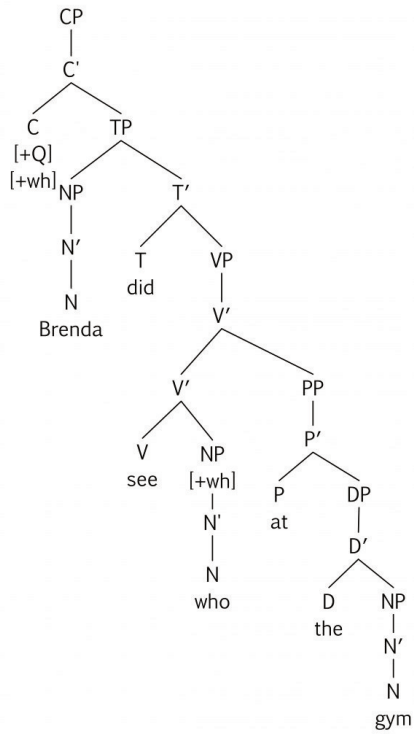 CP
C'
C TP
[+Q]
[+wh] NP T′
N′ T VP
did
N V′
Brenda
V′ PP
V NP P′
see [+wh]
N' P DP
at
N D′
who D NP
the
N′
N
gym